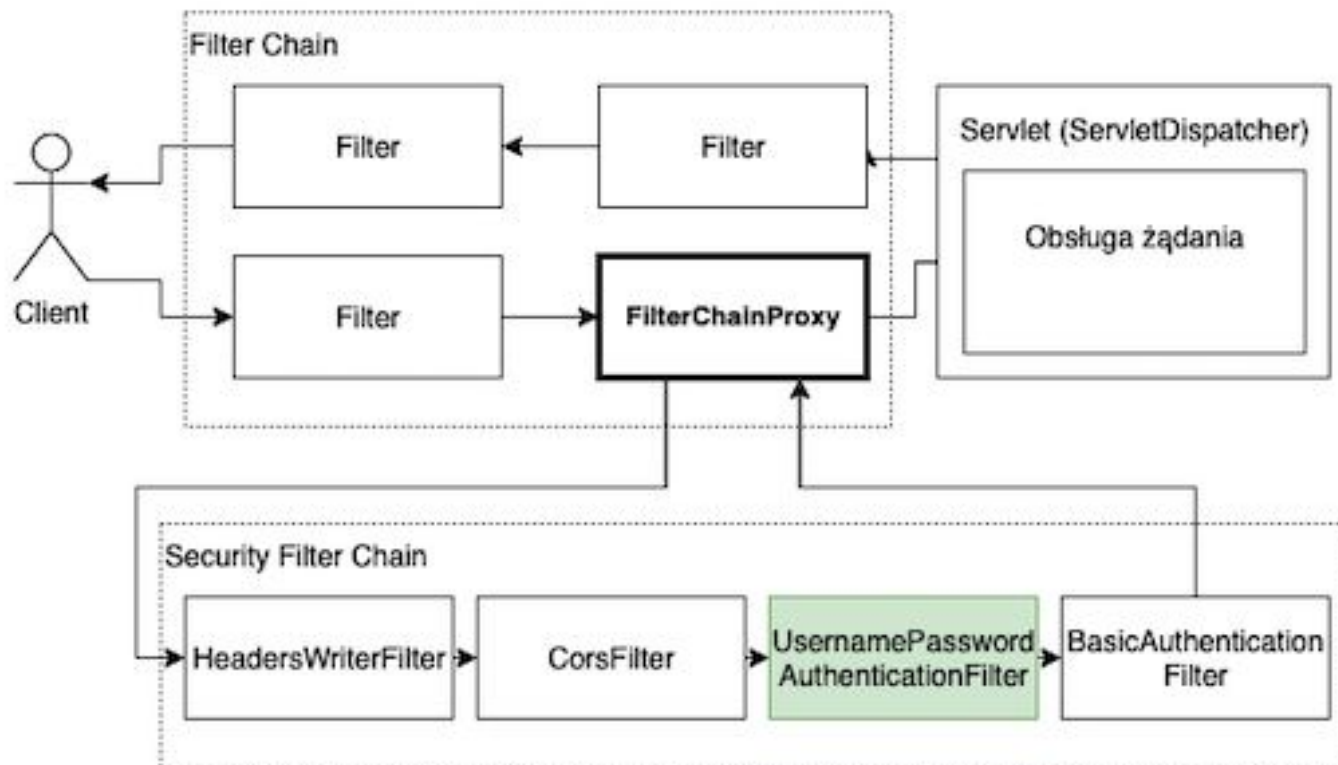 Filter Chain
Filter
Filter
Servlet (ServletDispatcher)
Obsługa żądania
Client
Filter
FilterChainProxy
Security Filter Chain
HeadersWriterFilter
CorsFilter
UsernamePassword
AuthenticationFilter
BasicAuthentication
Filter